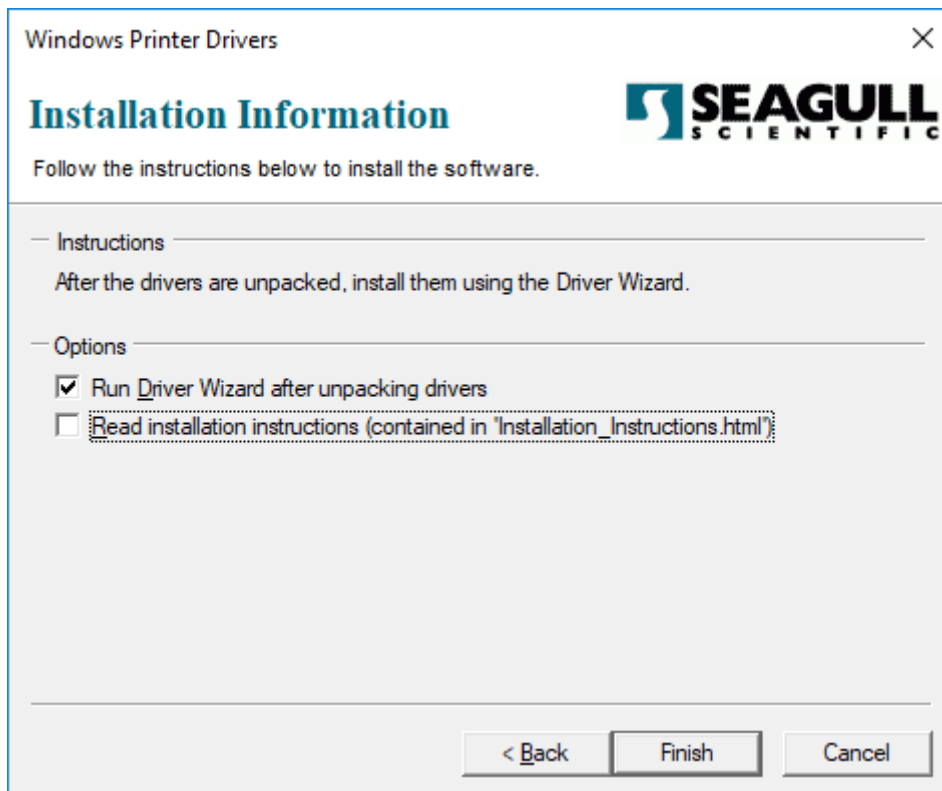 Windows Printer Drivers
Installation Information
SEAGULL
SCIENTIFIC
Follow the instructions below to install the software.
Instructions
After the drivers are unpacked, install them using the Driver Wizard.
Options
Run Driver Wizard after unpacking drivers
Read installation instructions (contained in "Installation_Instructions.html")
< Back Finish Cancel